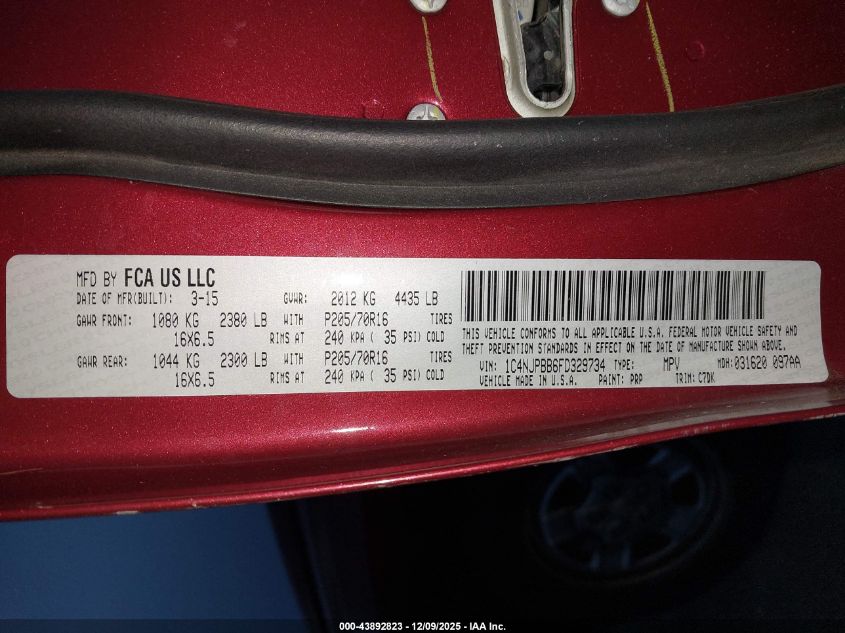 MFD BY FCA US LLC
DATE OF MFR(BUILT): 3-15 GVWR: 2012 KG 4435 LB
GAWR FRONT: 1080 KG 2380 LB WITH P205/70R16 TIRES
16X6.5 RIMS AT 240 KPA ( 35 PSI) COLD
GAWR REAR: 1044 KG 2300 LB WITH P205/70R16 TIRES
16X6.5 RIMS AT 240 KPA ( 35 PSI) COLD
THIS VEHICLE CONFORMS TO ALL APPLICABLE U.S.A. FEDERAL MOTOR VEHICLE SAFETY AND
THEFT PREVENTION STANDARDS IN EFFECT ON THE DATE OF MANUFACTURE SHOWN ABOVE.
VIN: 1C4NJPBB6FD329734 TYPE: MPV MDH: 031620 097AA
VEHICLE MADE IN U.S.A. PAINT: PRP TRIM: C7DK
000-43892823 - 12/09/2025 - IAA Inc.